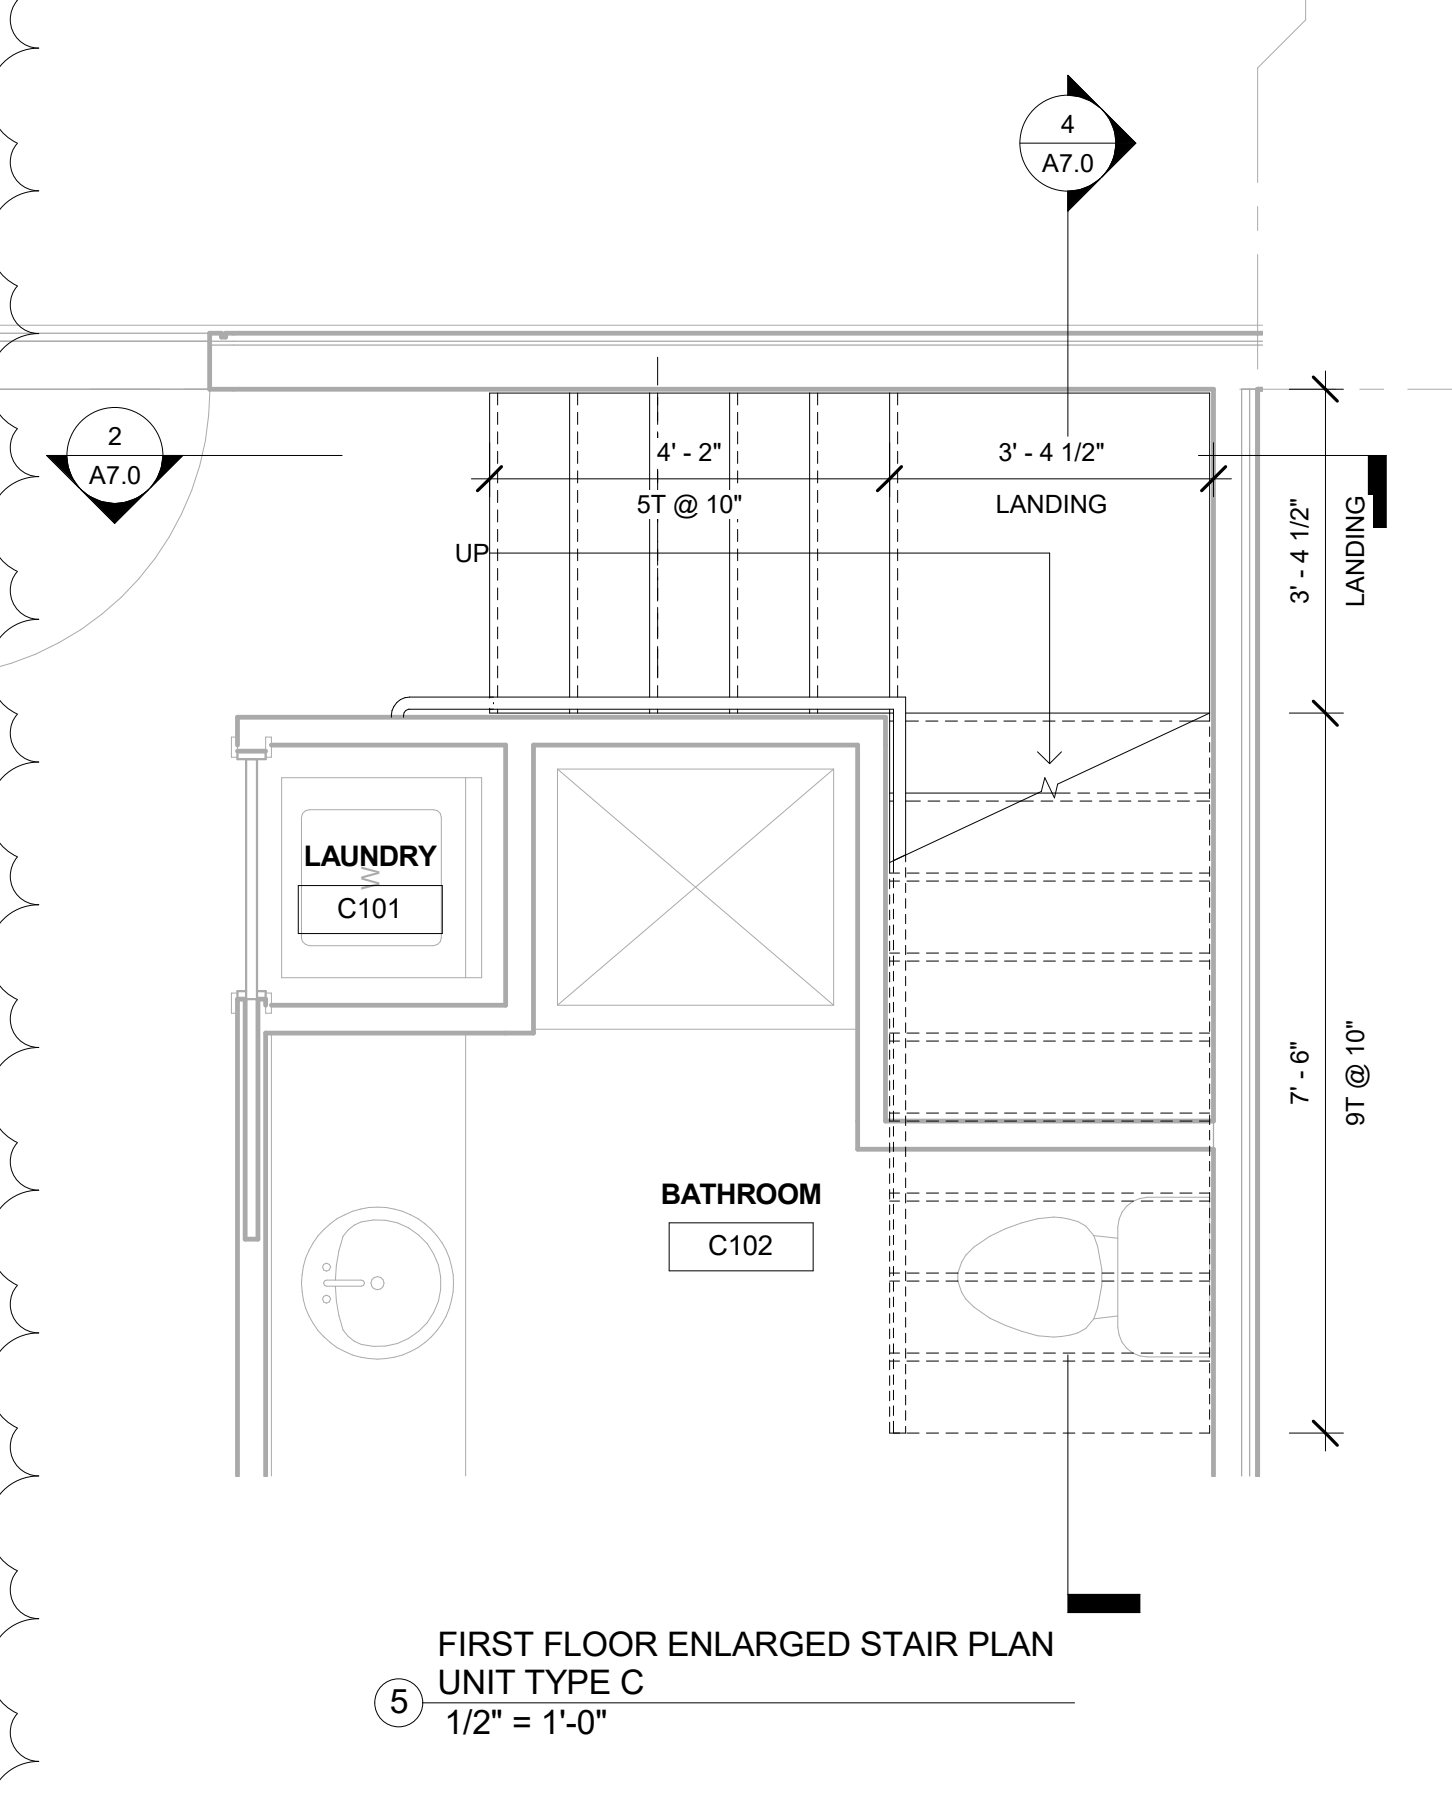 4
A7.0
2
A7.0
4' - 2"
5T @ 10"
3' - 4 1/2"
LANDING
3' - 4 1/2"
LANDING
UP
LAUNDRY
C101
7' - 6"
9T @ 10"
BATHROOM
C102
FIRST FLOOR ENLARGED STAIR PLAN
UNIT TYPE C
5
1/2" = 1'-0"